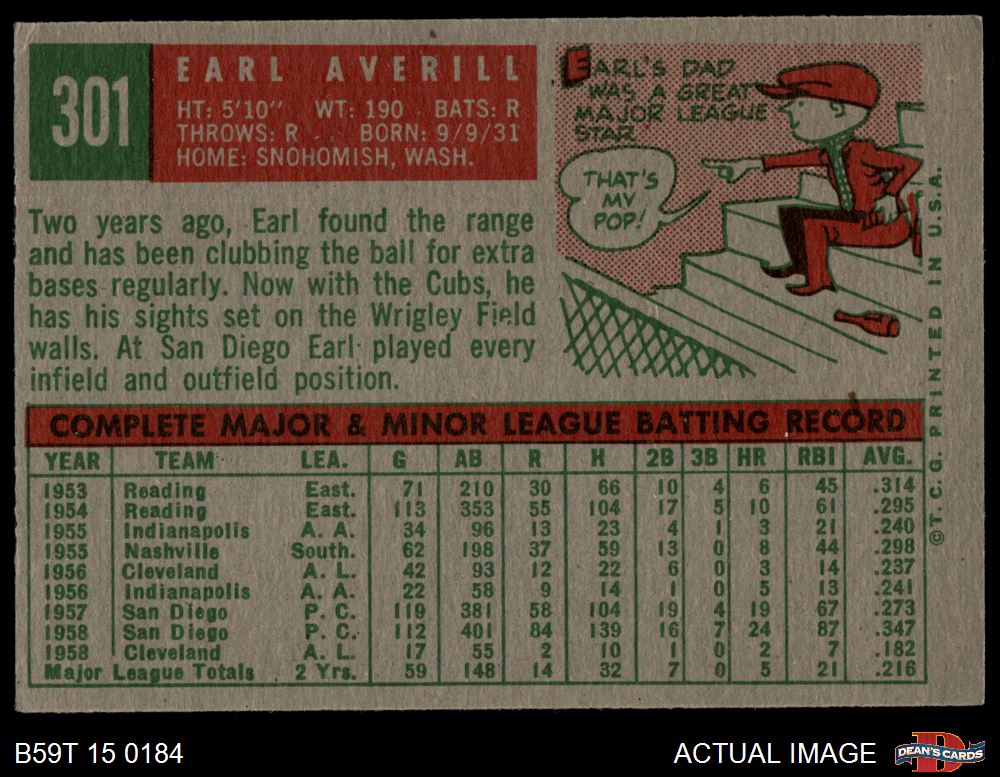 301
EARL AVERILL
HT: 5'10" WT: 190 BATS: R
THROWS: R BORN: 9/9/31
HOME: SNOHOMISH, WASH.
EARL'S DAD
WAS A GREAT
MAJOR LEAGUE
STAR
THAT'S
MY
POP!
Two years ago, Earl found the range
and has been clubbing the ball for extra
bases regularly. Now with the Cubs, he
has his sights set on the Wrigley Field
walls. At San Diego Earl played every
infield and outfield position.
©T. C. G. PRINTED IN U.S.A.
COMPLETE MAJOR & MINOR LEAGUE BATTING RECORD
YEAR TEAM LEA. G AB R H 2B 3B HR RBI AVG.
1953 Reading East. 71 210 30 66 10 4 6 45 .314
1954 Reading East. 113 353 55 104 17 5 10 61 .295
1955 Indianapolis A. A. 34 96 13 23 4 1 3 21 .240
1955 Nashville South. 62 198 37 59 13 0 8 44 .298
1956 Cleveland A. L. 42 93 12 22 6 0 3 14 .237
1956 Indianapolis A. A. 22 58 9 14 1 0 5 13 .241
1957 San Diego P. C. 119 381 58 104 19 4 19 67 .273
1958 San Diego P. C. 112 401 84 139 16 7 24 87 .347
1958 Cleveland A. L. 17 55 2 10 1 0 2 7 .182
Major League Totals 2 Yrs. 59 148 14 32 7 0 5 21 .216
B59T 15 0184
ACTUAL IMAGE
DEAN'S CARDS